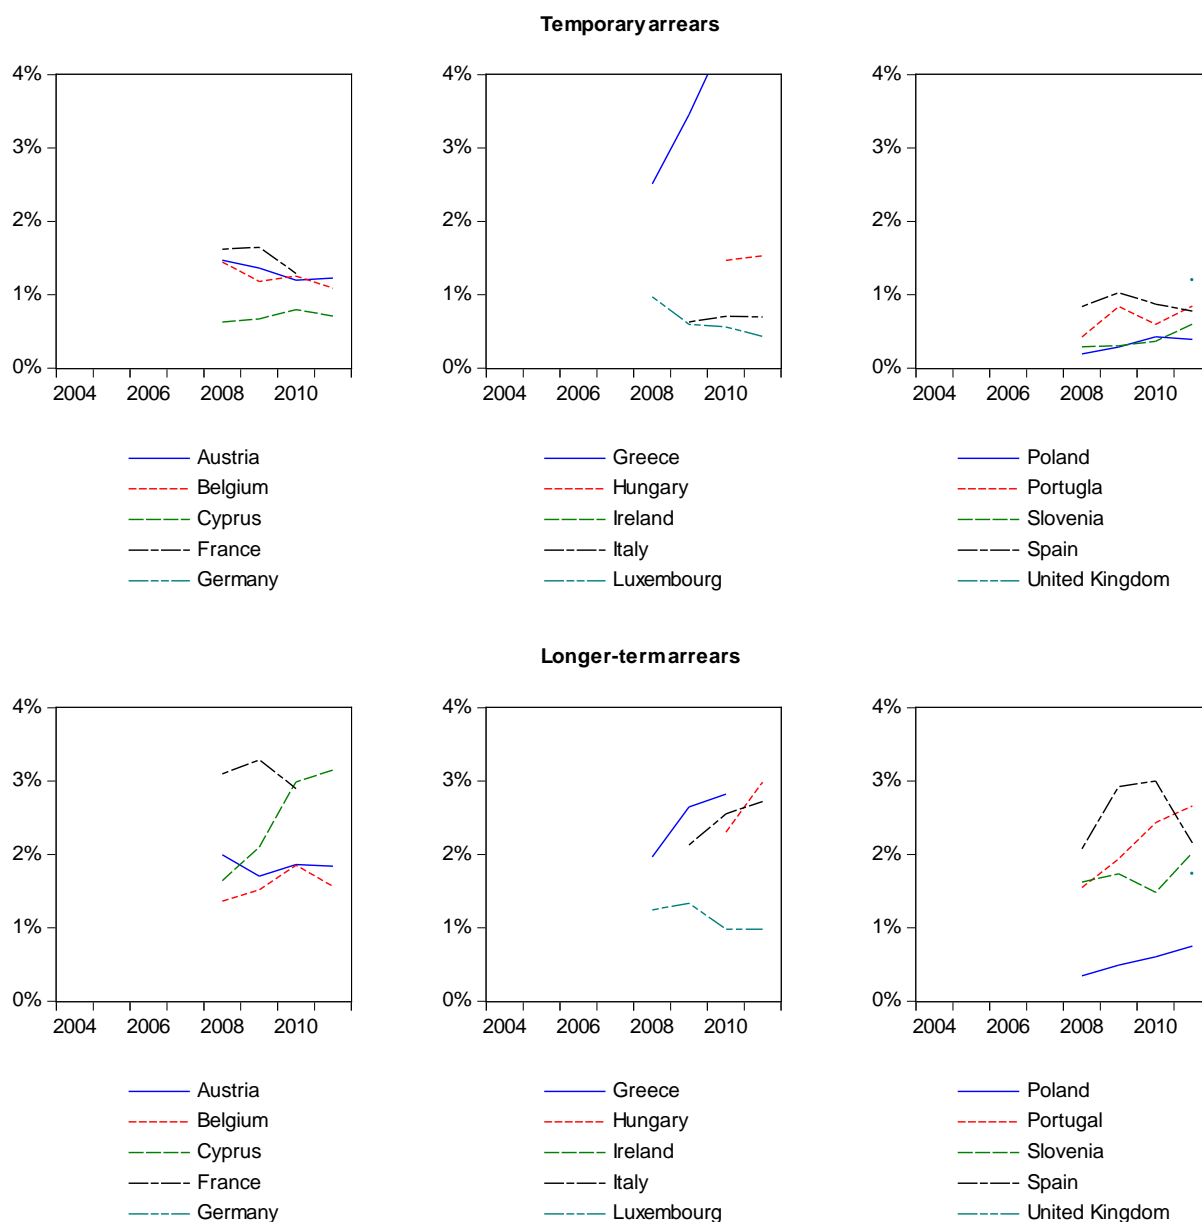 Temporary arrears
4% 4% 4%
3% 3% 3%
2% 2% 2%
1% 1% 1%
0% 0% 0%
2004 2006 2008 2010 2004 2006 2008 2010 2004 2006 2008 2010
Austria Greece Poland
Belgium Hungary Portugla
Cyprus Ireland Slovenia
France Italy Spain
Germany Luxembourg United Kingdom
Longer-term arrears
4% 4% 4%
3% 3% 3%
2% 2% 2%
1% 1% 1%
0% 0% 0%
2004 2006 2008 2010 2004 2006 2008 2010 2004 2006 2008 2010
Austria Greece Poland
Belgium Hungary Portugal
Cyprus Ireland Slovenia
France Italy Spain
Germany Luxembourg United Kingdom